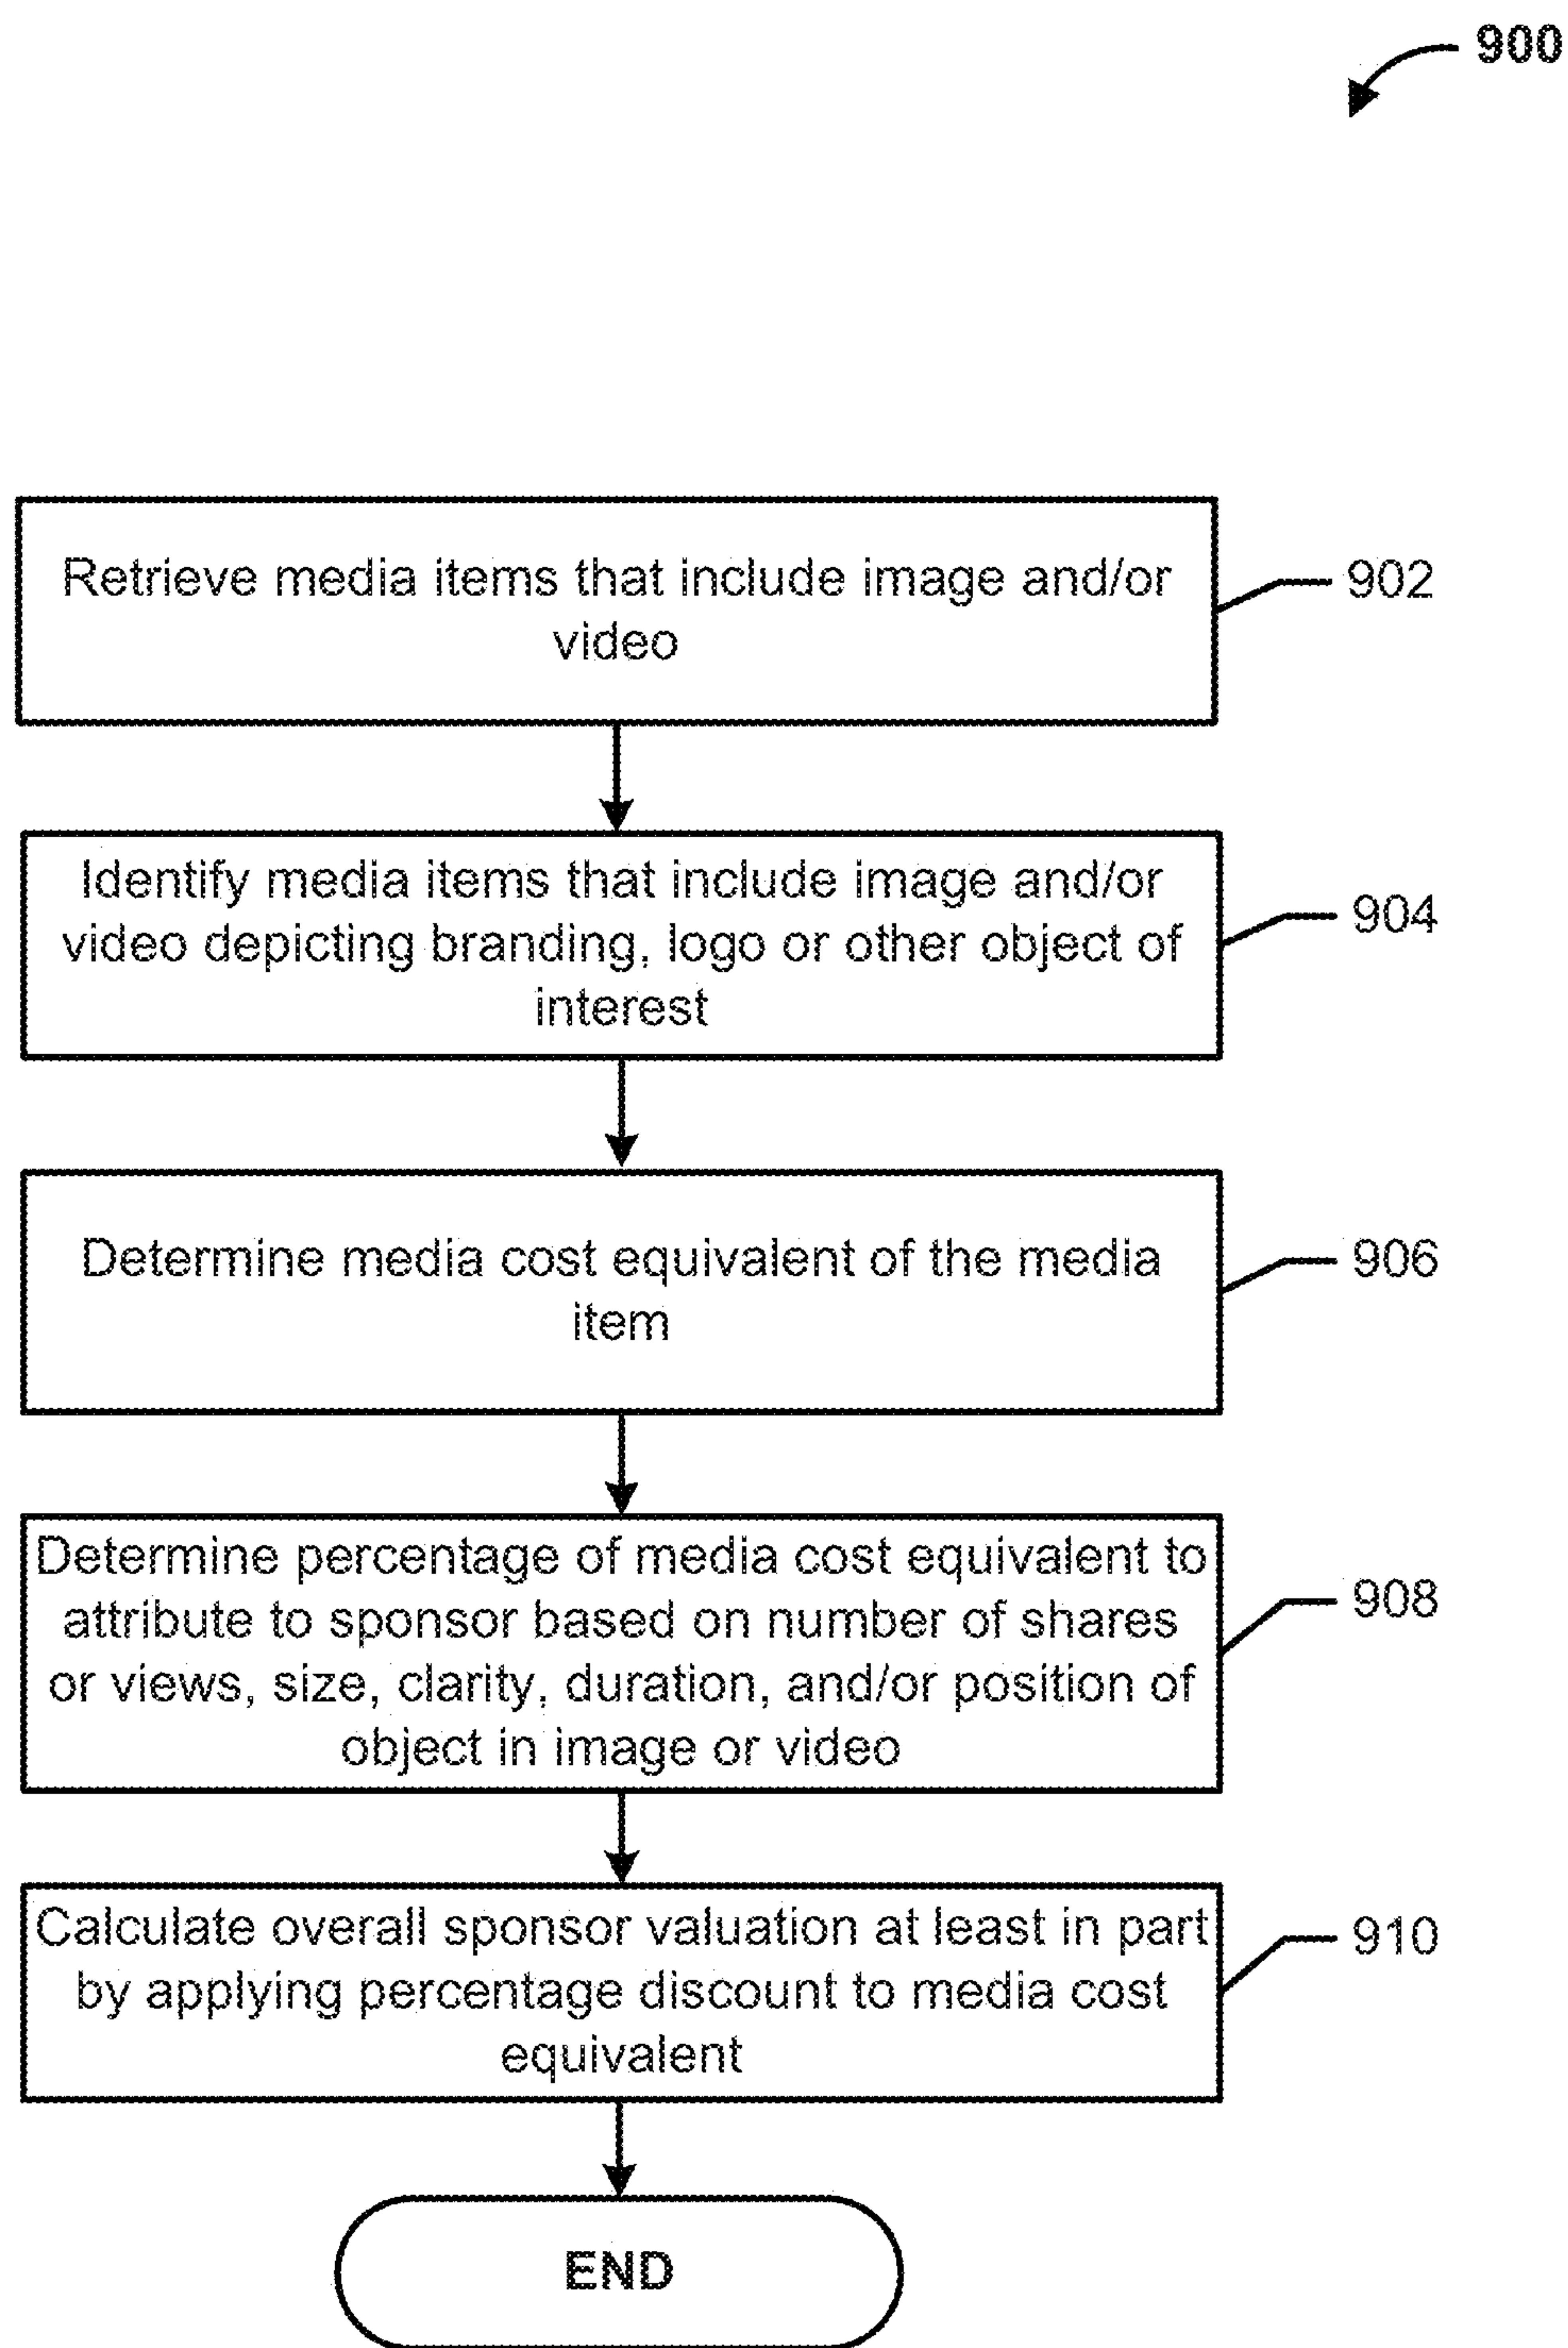 900
Retrieve media items that include image and/or
video
902
Identify media items that include image and/or
video depicting branding, logo or other object of
interest
904
Determine media cost equivalent of the media
item
906
Determine percentage of media cost equivalent to
attribute to sponsor based on number of shares
or views, size, clarity, duration, and/or position of
object in image or video
908
Calculate overall sponsor valuation at least in part
by applying percentage discount to media cost
equivalent
910
END